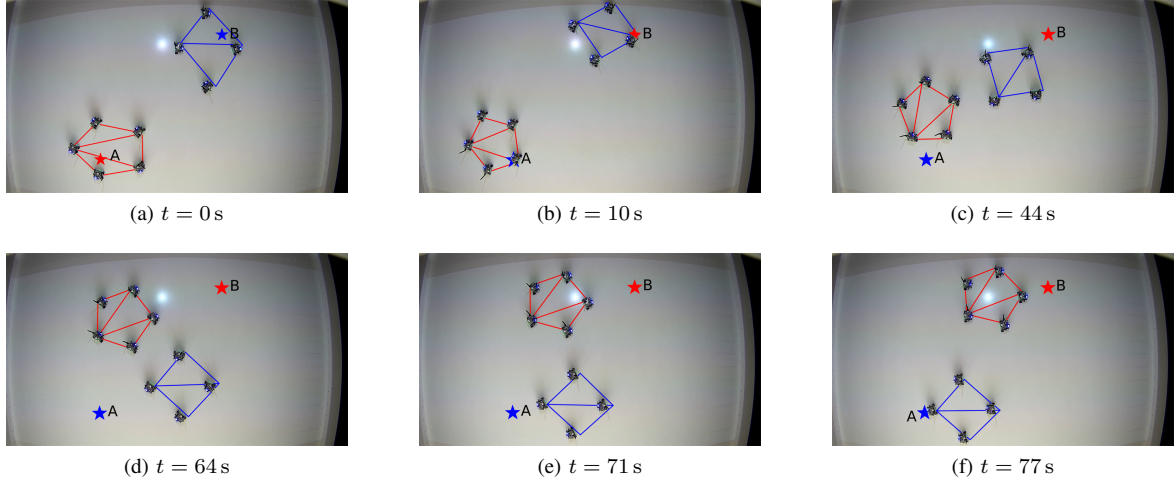 B
A
(a) t = 0 s
B
A
(b) t = 10 s
B
A
(c) t = 44 s
B
A
(d) t = 64 s
B
A
(e) t = 71 s
B
A
(f) t = 77 s